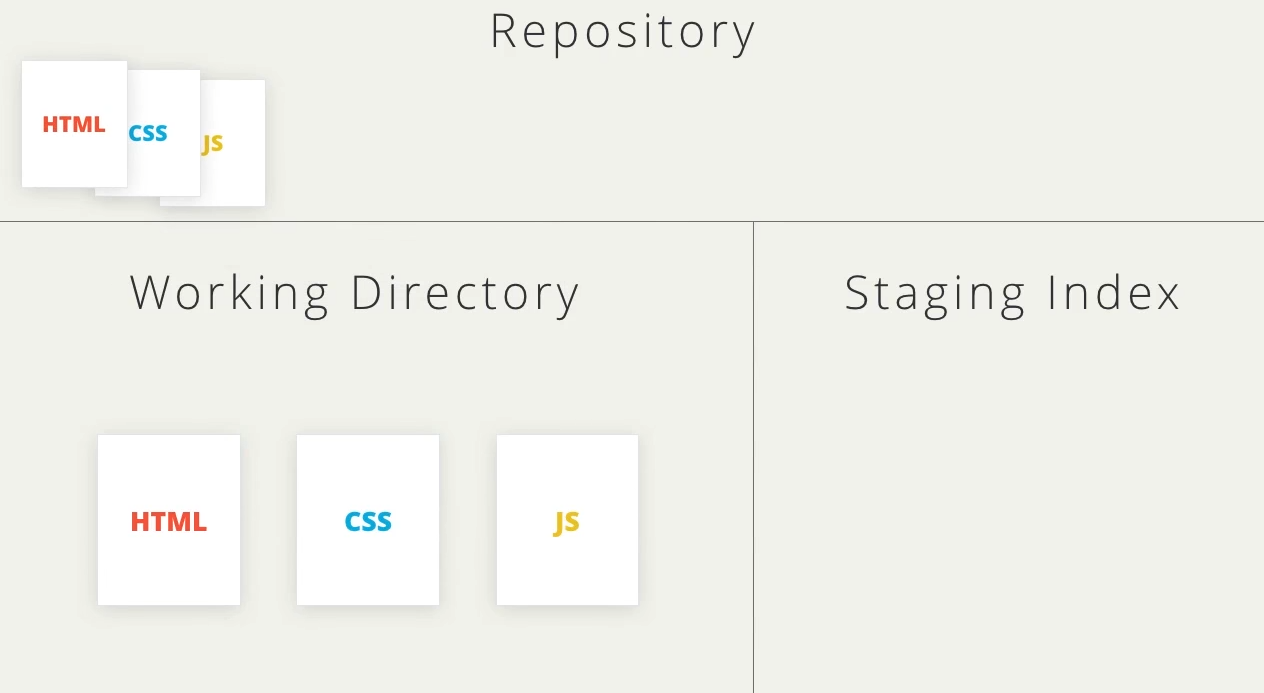 Repository
HTML
CSS
JS
Working Directory
Staging Index
HTML
CSS
JS